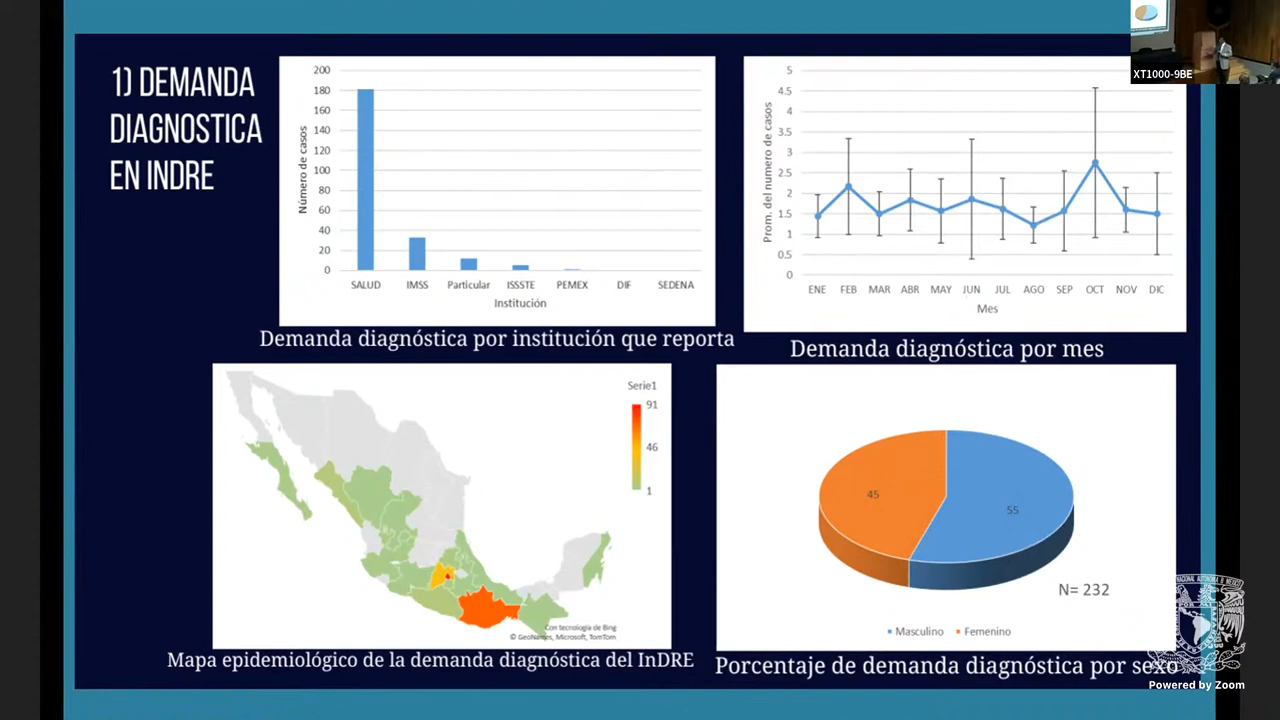 1) DEMANDA
DIAGNOSTICA
EN INDRE
200
180
160
140
120
100
80
60
40
20
0
Número de casos
SALUD IMSS Particular ISSSTE PEMEX DIF SEDENA
Institución
Demanda diagnóstica por institución que reporta
5
4.5
4
3.5
3
2.5
2
1.5
1
0.5
0
Prom. del numero de casos
ENE FEB MAR ABR MAY JUN JUL AGO SEP OCT NOV DIC
Mes
Demanda diagnóstica por mes
XT1000-9BE
Serie1
91
46
1
Con tecnología de Bing
© GeoNames, Microsoft, TomTom
Mapa epidemiológico de la demanda diagnóstica del InDRE
45
55
N= 232
Masculino Femenino
Porcentaje de demanda diagnóstica por sexo
Powered by Zoom